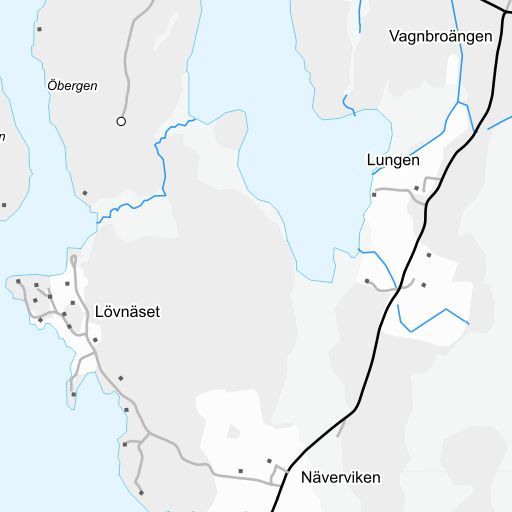 Vagnbroängen
Öbergen
n
Lungen
Lövnäset
Näverviken